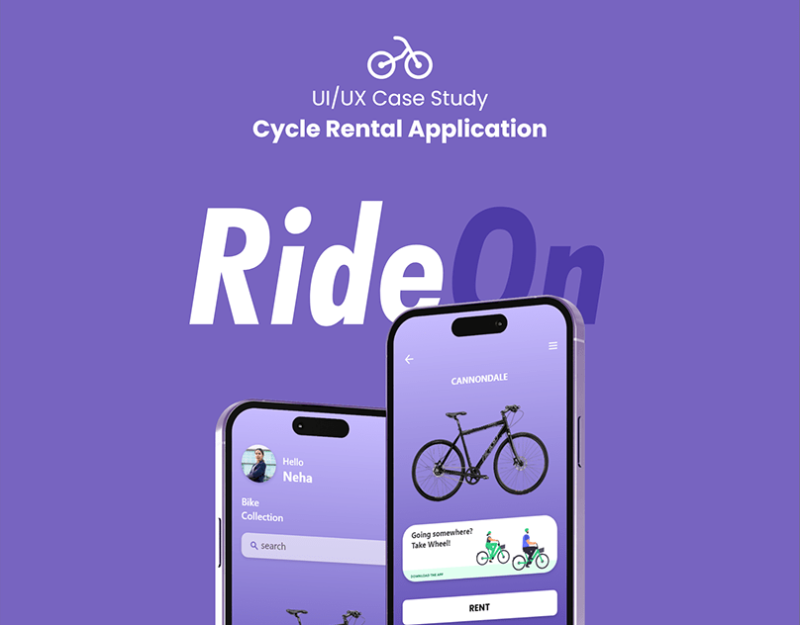 UI/UX Case Study
Cycle Rental Application
RideOn
CANNONDALE
Hello
Neha
Bike
Collection
search
Going somewhere?
Take Wheel!
DOWNLOAD THE APP
RENT